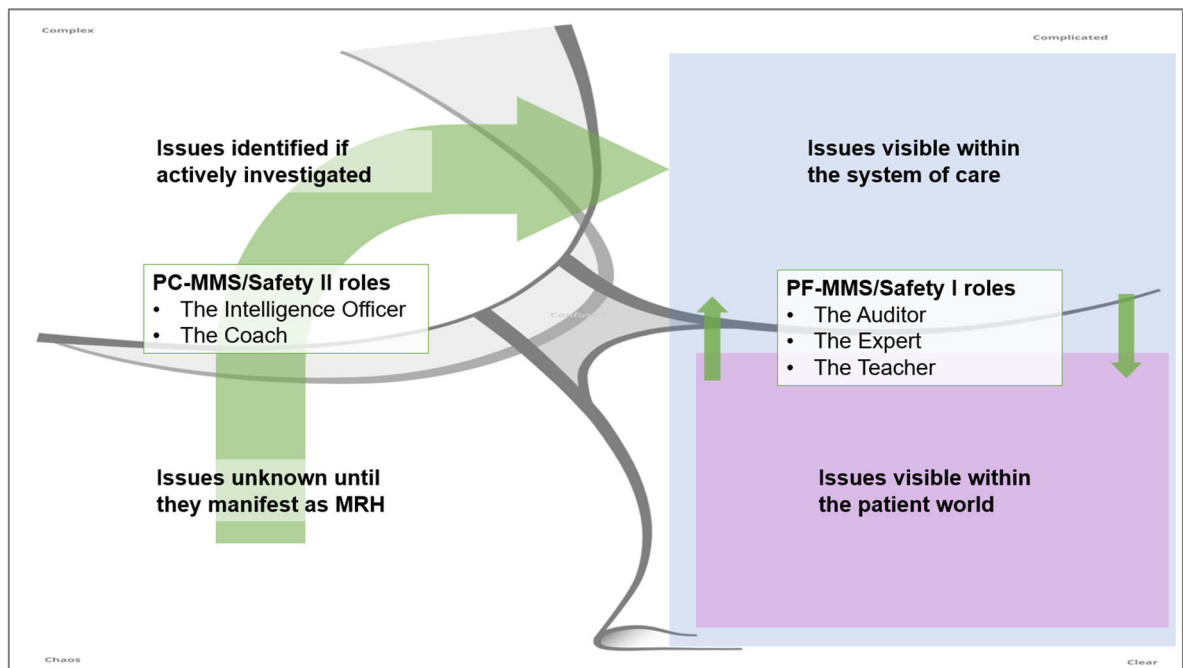 Complex
Complicated
Issues identified if
actively investigated
Issues visible within
the system of care
PC-MMS/Safety II roles
• The Intelligence Officer
• The Coach
Confused
PF-MMS/Safety I roles
• The Auditor
• The Expert
• The Teacher
Issues unknown until
they manifest as MRH
Issues visible within
the patient world
Chaos
Clear